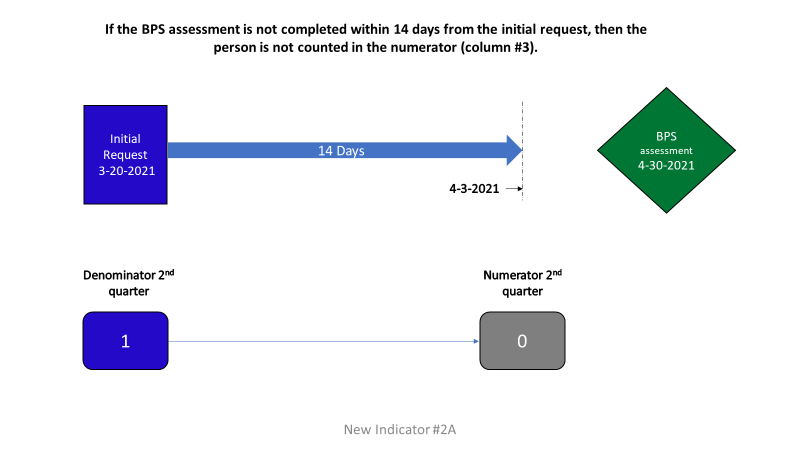 If the BPS assessment is not completed within 14 days from the initial request, then the
person is not counted in the numerator (column #3).
Initial
Request
3-20-2021
14 Days
4-3-2021
BPS
assessment
4-30-2021
Denominator 2nd
quarter
Numerator 2nd
quarter
1
0
New Indicator #2A